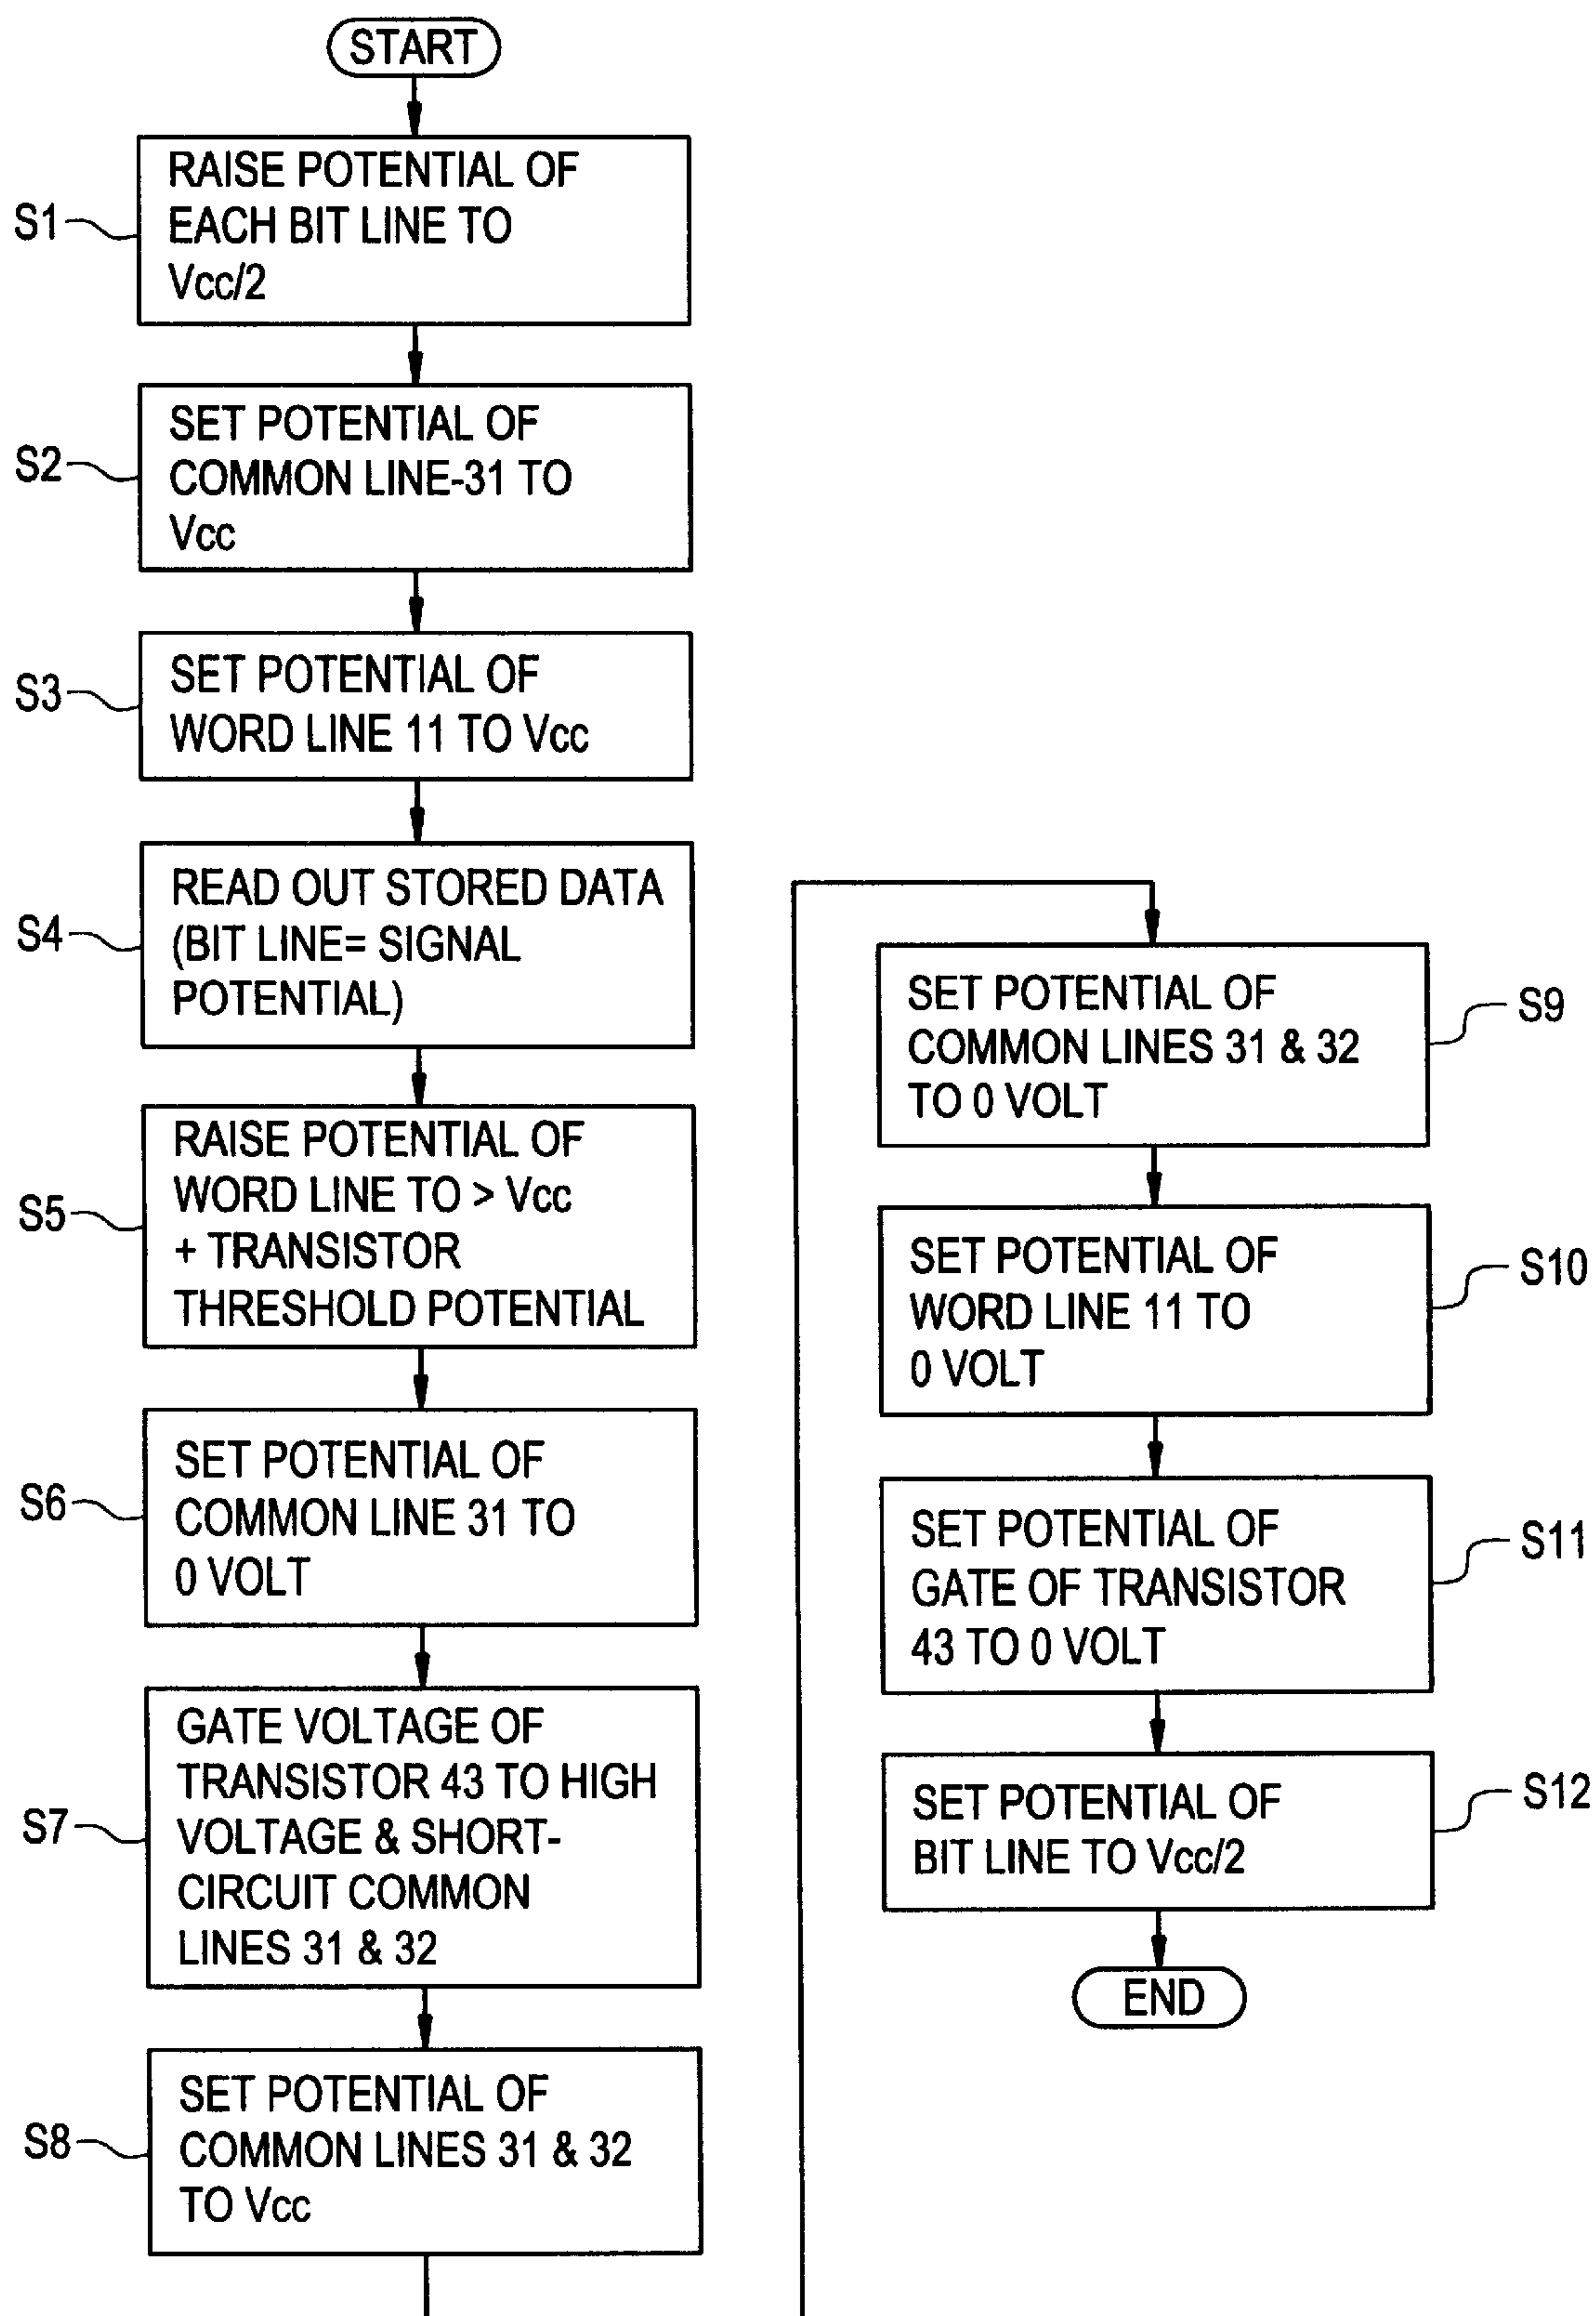 START
S1
RAISE POTENTIAL OF
EACH BIT LINE TO
Vcc/2
S2
SET POTENTIAL OF
COMMON LINE-31 TO
Vcc
S3
SET POTENTIAL OF
WORD LINE 11 TO Vcc
S4
READ OUT STORED DATA
(BIT LINE= SIGNAL
POTENTIAL)
S5
RAISE POTENTIAL OF
WORD LINE TO > Vcc
+ TRANSISTOR
THRESHOLD POTENTIAL
S6
SET POTENTIAL OF
COMMON LINE 31 TO
0 VOLT
S7
GATE VOLTAGE OF
TRANSISTOR 43 TO HIGH
VOLTAGE & SHORT-
CIRCUIT COMMON
LINES 31 & 32
S8
SET POTENTIAL OF
COMMON LINES 31 & 32
TO Vcc
SET POTENTIAL OF
COMMON LINES 31 & 32
TO 0 VOLT
S9
SET POTENTIAL OF
WORD LINE 11 TO
0 VOLT
S10
SET POTENTIAL OF
GATE OF TRANSISTOR
43 TO 0 VOLT
S11
SET POTENTIAL OF
BIT LINE TO Vcc/2
S12
END